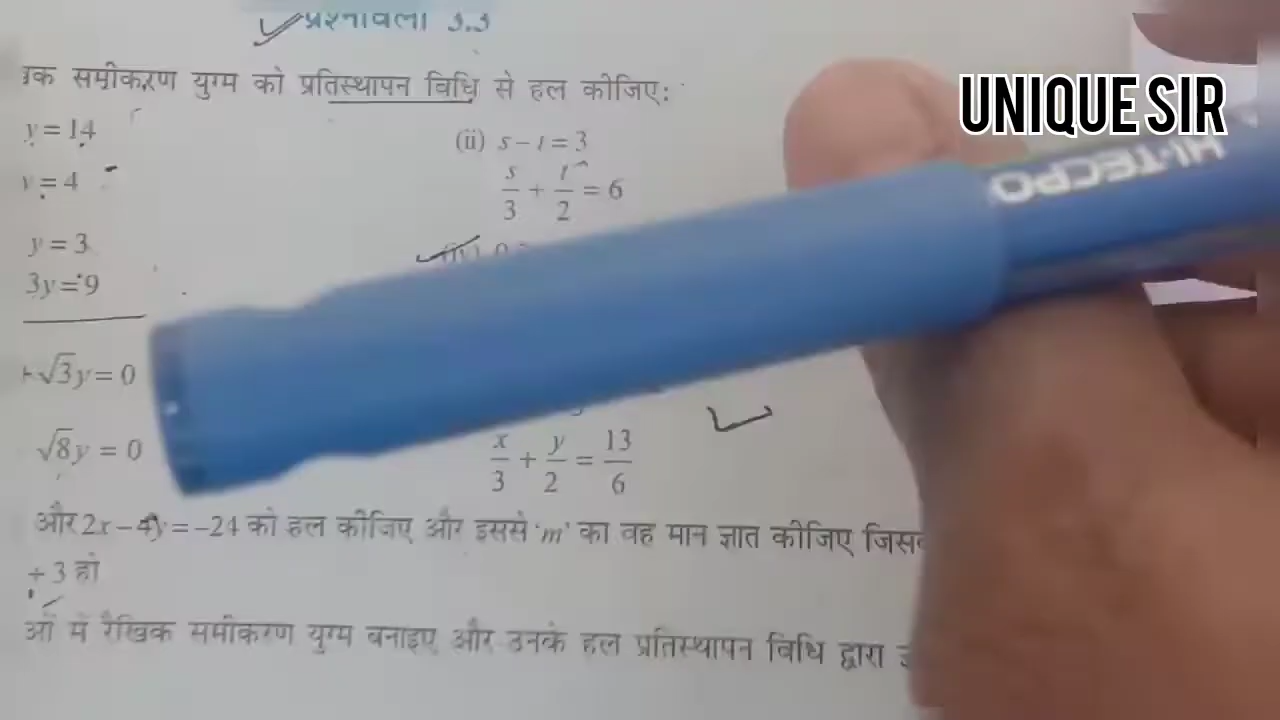 प्रश्नावली 3.3
UNIQUE SIR
HI-TECPO
समीकरण युग्म को प्रतिस्थापन विधि से हल कीजिए:
y = 14
(ii) s – t = 3
y = 4
s/3 + t/2 = 6
y = 3
3y = 9
√3y = 0
√8y = 0
x/3 + y/2 = 13/6
और 2x – 4y = –24 को हल कीजिए और इससे 'm' का वह मान ज्ञात कीजिए
+ 3 हो
में रैखिक समीकरण युग्म बनाइए और उनके हल प्रतिस्थापन विधि द्वारा